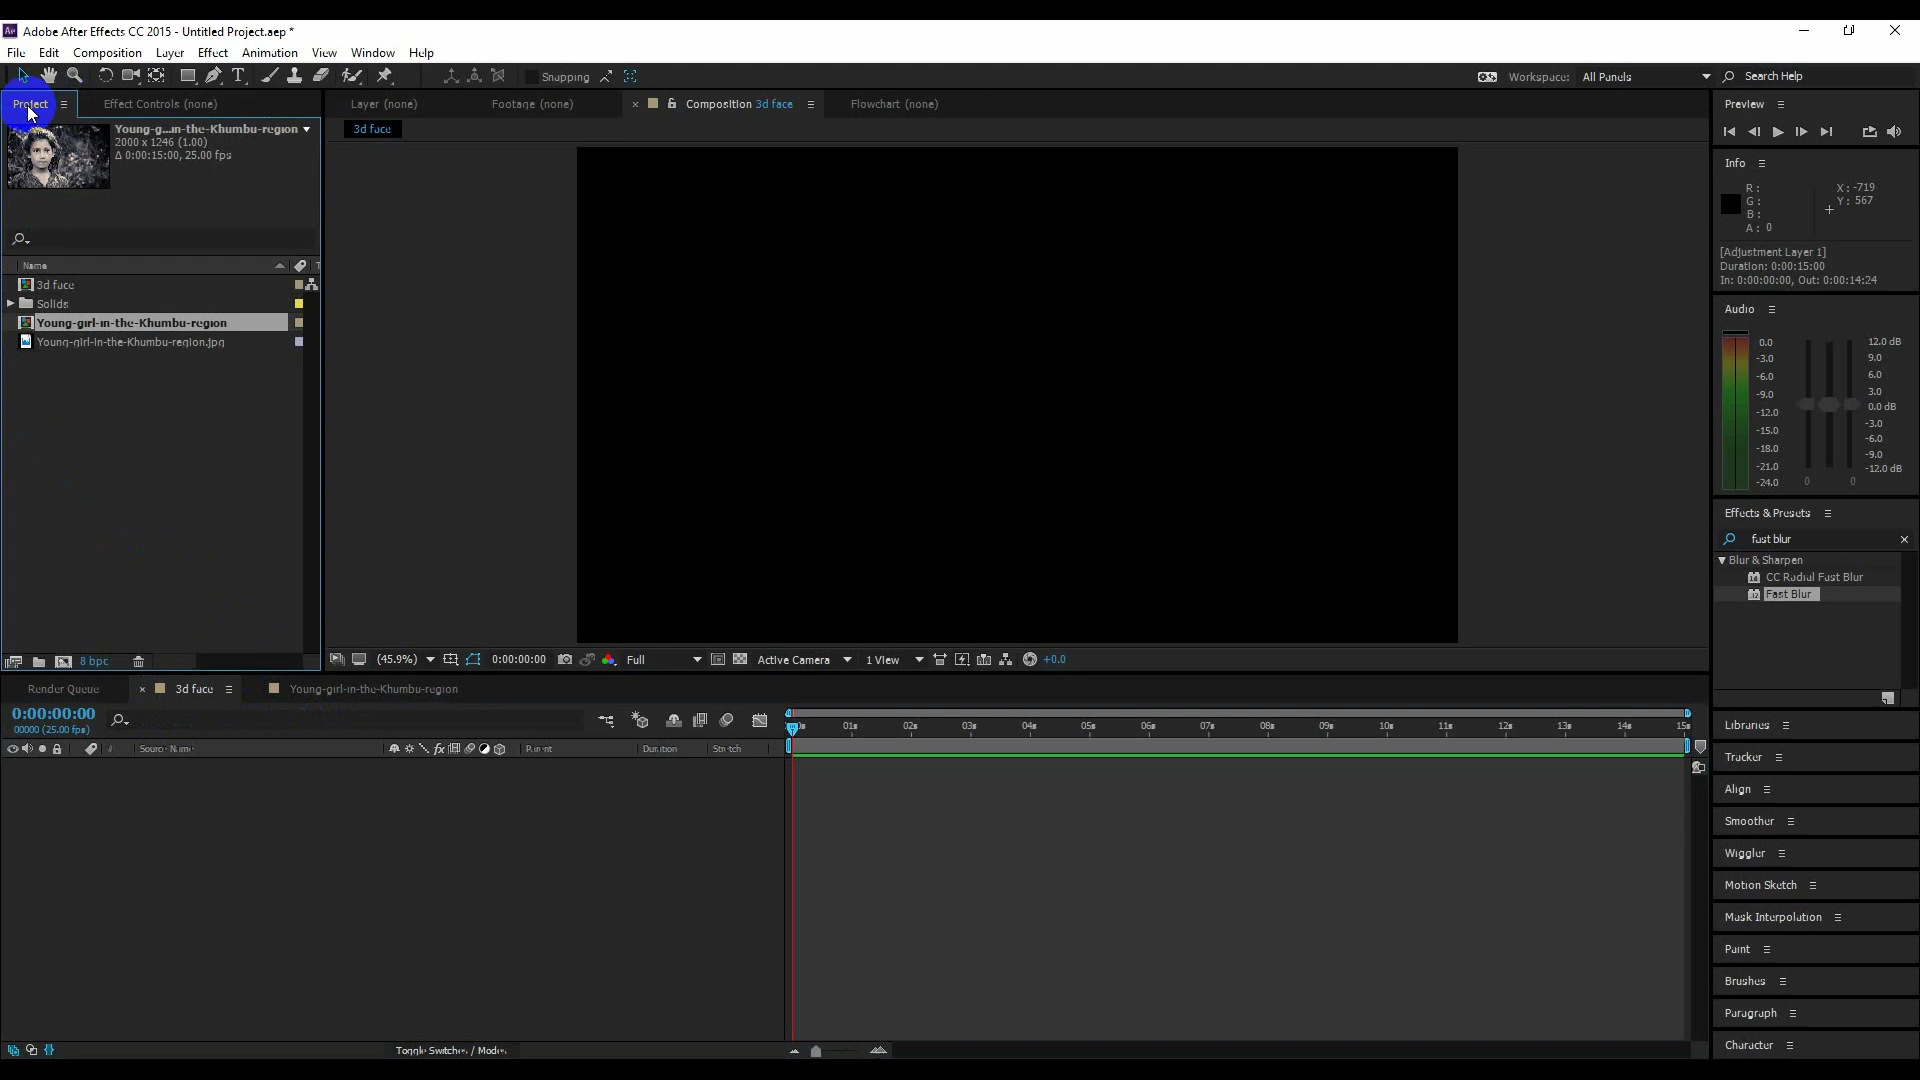 Adobe After Effects CC 2015 - Untitled Project.aep *
File Edit Composition Layer Effect Animation View Window Help
Snapping
Workspace: All Panels
Search Help
Project
Effect Controls (none)
Layer (none)
Footage (none)
Composition 3d face
Flowchart (none)
Preview
Young-g...in-the-Khumbu-region
2000 x 1246 (1.00)
Δ 0:00:15:00, 25.00 fps
3d face
Info
R:
G:
B:
A: 0
X: -719
Y: 567
[Adjustment Layer 1]
Duration: 0:00:15:00
In: 0:00:00:00, Out: 0:00:14:24
Name
3d face
Solids
Young-girl-in-the-Khumbu-region
Young-girl-in-the-Khumbu-region.jpg
Audio
0.0
-3.0
-6.0
-9.0
-12.0
-15.0
-18.0
-21.0
-24.0
12.0 dB
9.0
6.0
3.0
0.0 dB
-3.0
-6.0
-9.0
-12.0 dB
0 0
Effects & Presets
fast blur
Blur & Sharpen
CC Radial Fast Blur
Fast Blur
8 bpc
(45.9%)
0:00:00:00
Full
Active Camera
1 View
+0.0
Render Queue
3d face
Young-girl-in-the-Khumbu-region
0:00:00:00
00000 (25.00 fps)
# Source Name
Parent
Duration
Stretch
01s 02s 03s 04s 05s 06s 07s 08s 09s 10s 11s 12s 13s 14s 15s
Libraries
Tracker
Align
Smoother
Wiggler
Motion Sketch
Mask Interpolation
Paint
Brushes
Paragraph
Character
Toggle Switches / Modes